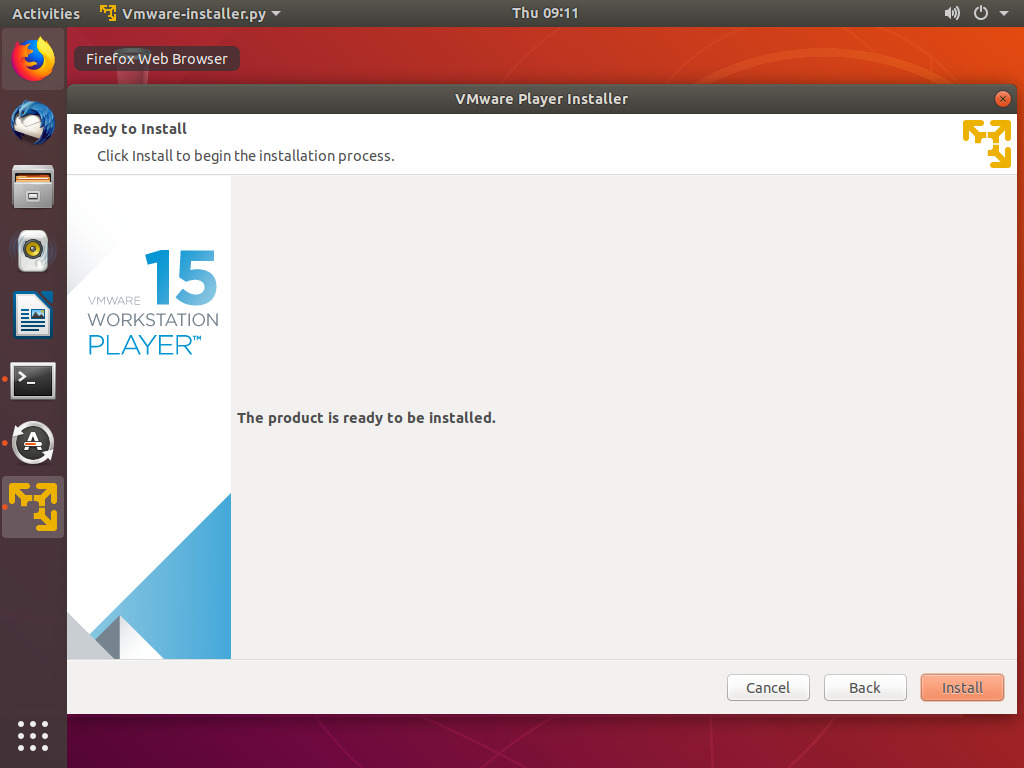 Activities
Vmware-installer.py
Thu 09:11
Firefox Web Browser
VMware Player Installer
Ready to Install
Click Install to begin the installation process.
15
VMWARE
WORKSTATION
PLAYER™
The product is ready to be installed.
Cancel
Back
Install